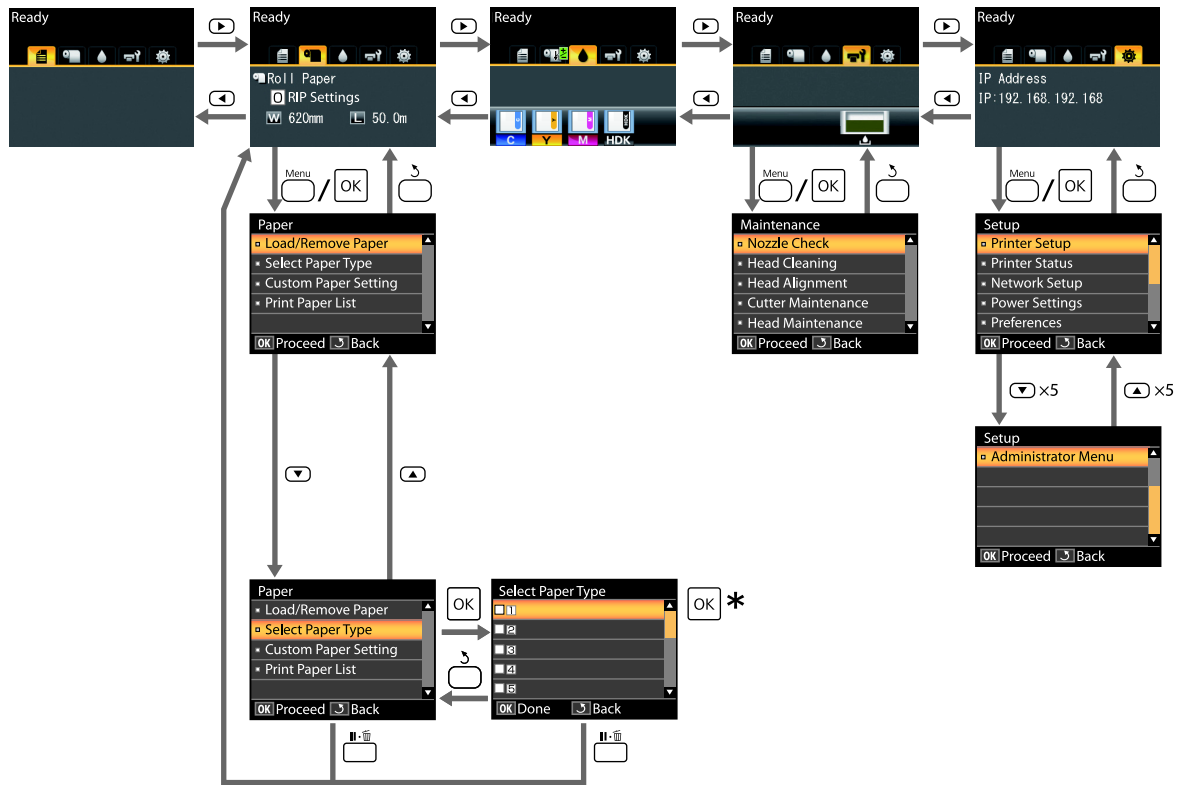 Ready
Ready
Ready
Ready
Ready
Roll Paper
O RIP Settings
W 620mm L 50. 0m
C Y M HDK
HDK
IP Address
IP:192. 168. 192. 168
Menu
/ OK
Menu
/ OK
Menu
/ OK
Paper
Load/Remove Paper
Select Paper Type
Custom Paper Setting
Print Paper List
OK Proceed Back
Maintenance
Nozzle Check
Head Cleaning
Head Alignment
Cutter Maintenance
Head Maintenance
OK Proceed Back
Setup
Printer Setup
Printer Status
Network Setup
Power Settings
Preferences
OK Proceed Back
×5
×5
Setup
Administrator Menu
OK Proceed Back
Paper
Load/Remove Paper
Select Paper Type
Custom Paper Setting
Print Paper List
OK Proceed Back
OK
Select Paper Type
1
2
3
4
5
OK Done Back
OK *